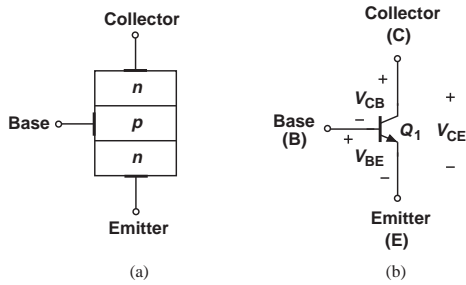 Collector
n
Base
p
n
Emitter
(a)
Collector
(C)
+
V_CB
+
Base
(B)
−
Q_1
V_CE
+
V_BE
−
−
Emitter
(E)
(b)